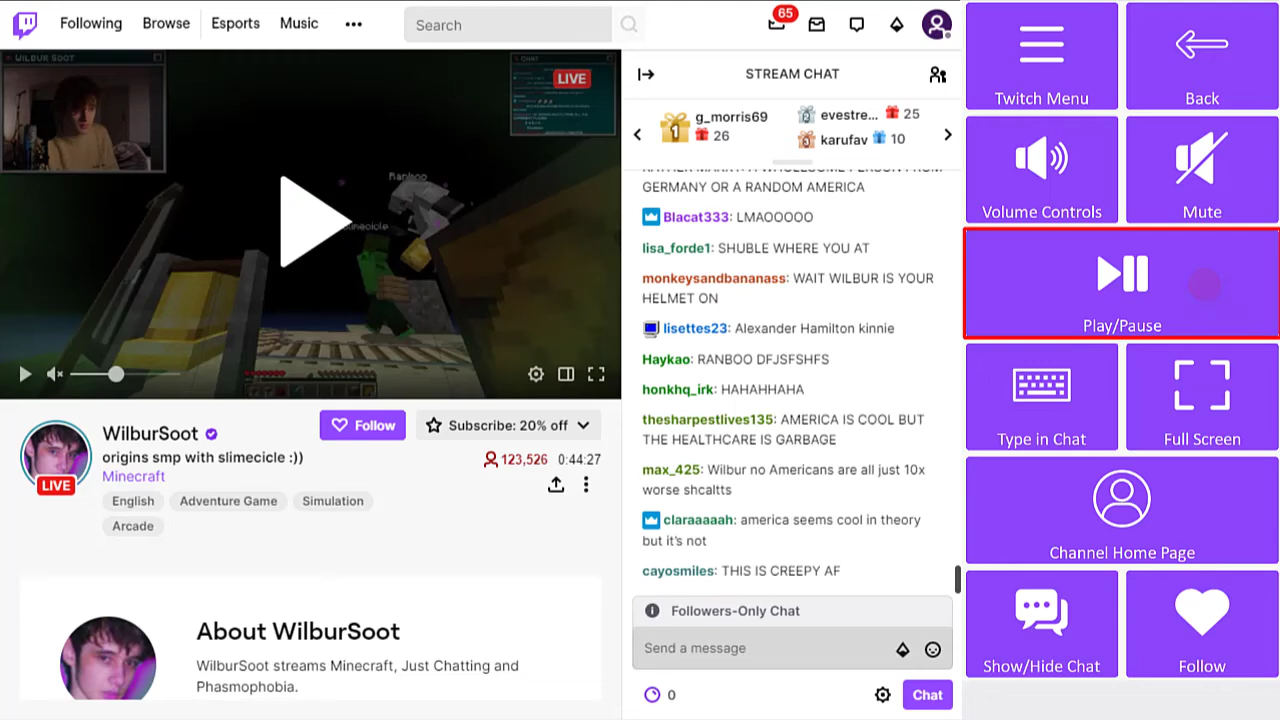 Following
Browse
Esports
Music
•••
Search
65
WILBUR SOOT
LIVE
Ranboo
WilburSoot
origins smp with slimecicle :))
Minecraft
LIVE
Follow
Subscribe: 20% off
123,526
0:44:27
English
Adventure Game
Simulation
Arcade
About WilburSoot
WilburSoot streams Minecraft, Just Chatting and
Phasmophobia.
STREAM CHAT
1
g_morris69
26
2
evestre... 25
3
karufav 10
GERMANY OR A RANDOM AMERICA
Blacat333: LMAOOOOO
lisa_forde1: SHUBLE WHERE YOU AT
monkeysandbananass: WAIT WILBUR IS YOUR
HELMET ON
lisettes23: Alexander Hamilton kinnie
Haykao: RANBOO DFJSFSHFS
honkhq_irk: HAHAHHAHA
thesharpestlives135: AMERICA IS COOL BUT
THE HEALTHCARE IS GARBAGE
max_425: Wilbur no Americans are all just 10x
worse shcaltts
claraaaaah: america seems cool in theory
but it's not
cayosmiles: THIS IS CREEPY AF
Followers-Only Chat
Send a message
0
Chat
Twitch Menu
Back
Volume Controls
Mute
Play/Pause
Type in Chat
Full Screen
Channel Home Page
Show/Hide Chat
Follow